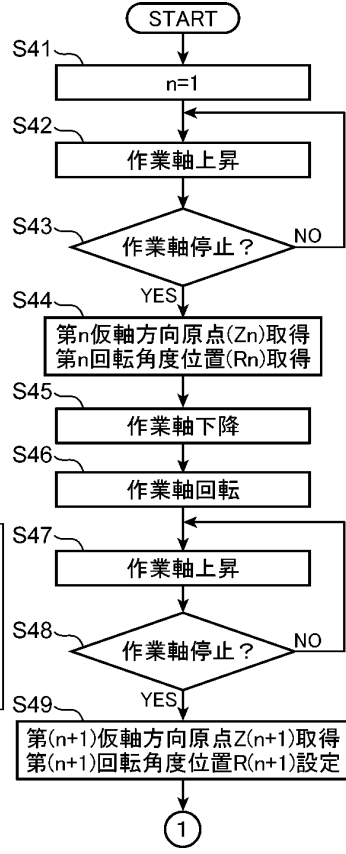 START
S41
n=1
S42
作業軸上昇
S43
作業軸停止？
NO
YES
S44
第n仮軸方向原点(Zn)取得
第n回転角度位置(Rn)取得
S45
作業軸下降
S46
作業軸回転
S47
作業軸上昇
S48
作業軸停止？
NO
YES
S49
第(n+1)仮軸方向原点Z(n+1)取得
第(n+1)回転角度位置R(n+1)設定
1